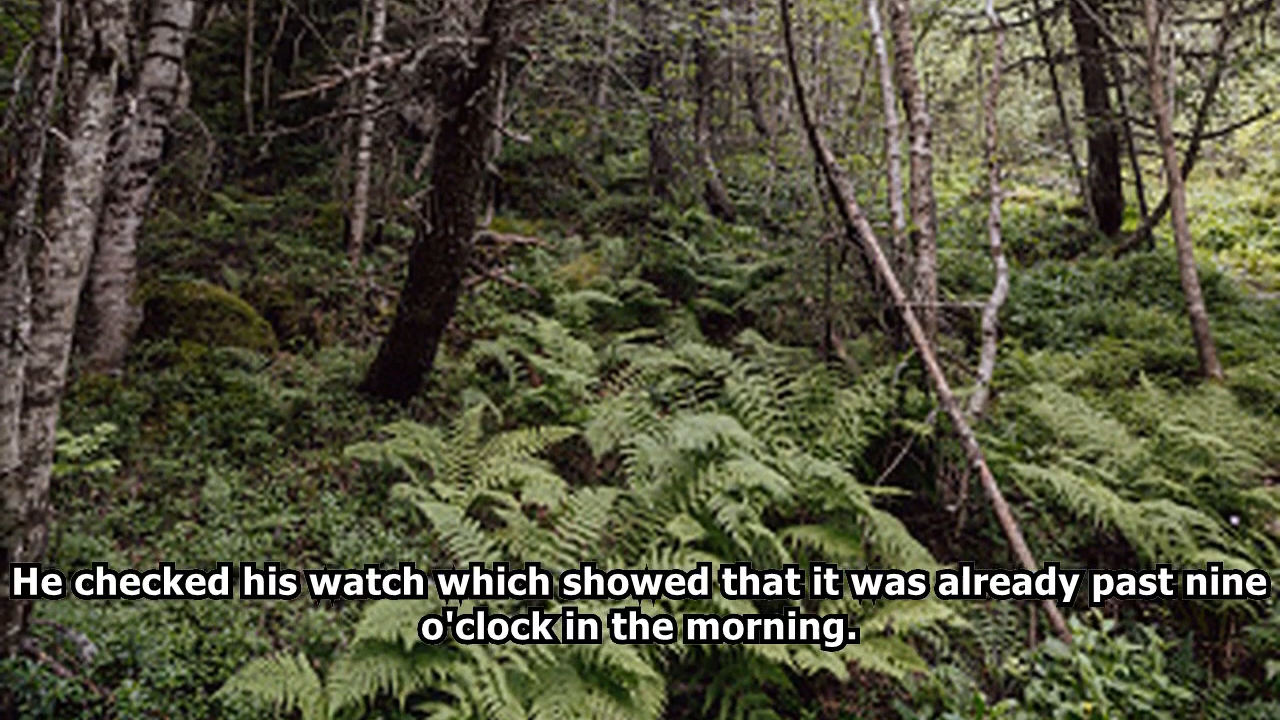 He checked his watch which showed that it was already past nine
o'clock in the morning.